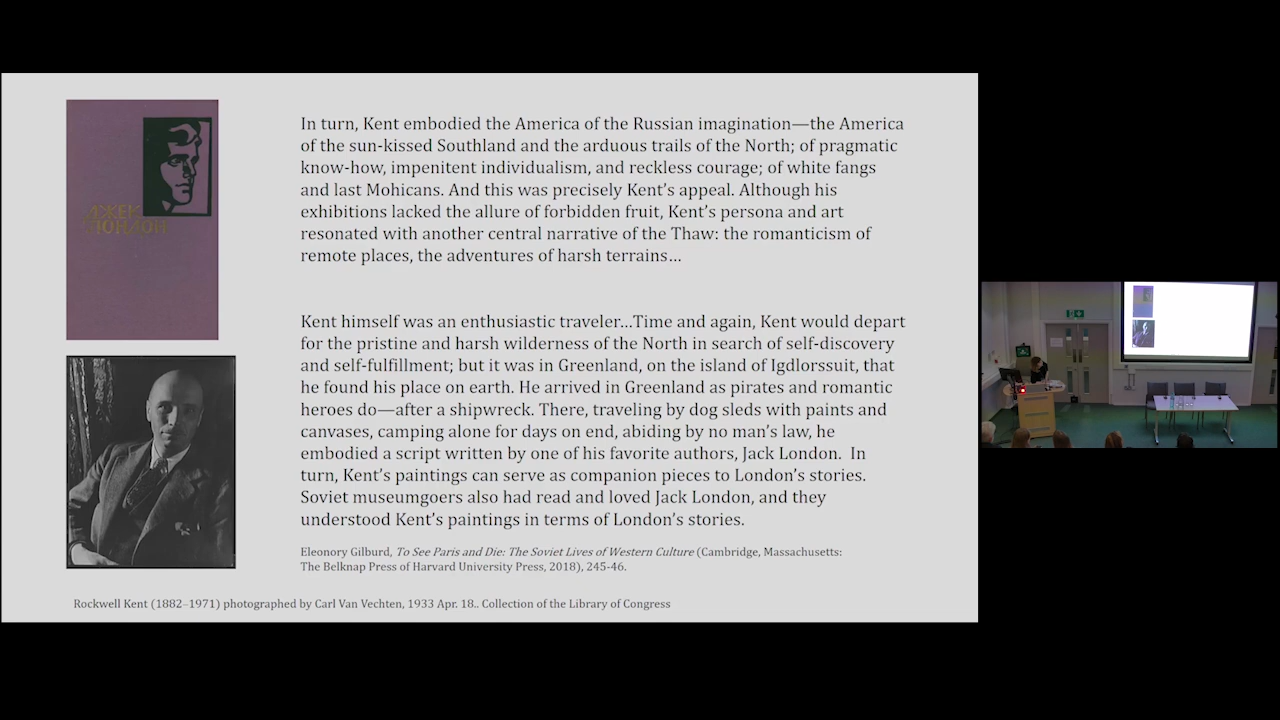 ДЖЕК
ЛОНДОН
In turn, Kent embodied the America of the Russian imagination—the America
of the sun-kissed Southland and the arduous trails of the North; of pragmatic
know-how, impenitent individualism, and reckless courage; of white fangs
and last Mohicans. And this was precisely Kent's appeal. Although his
exhibitions lacked the allure of forbidden fruit, Kent's persona and art
resonated with another central narrative of the Thaw: the romanticism of
remote places, the adventures of harsh terrains…
Kent himself was an enthusiastic traveler…Time and again, Kent would depart
for the pristine and harsh wilderness of the North in search of self-discovery
and self-fulfillment; but it was in Greenland, on the island of Igdlorssuit, that
he found his place on earth. He arrived in Greenland as pirates and romantic
heroes do—after a shipwreck. There, traveling by dog sleds with paints and
canvases, camping alone for days on end, abiding by no man's law, he
embodied a script written by one of his favorite authors, Jack London.  In
turn, Kent's paintings can serve as companion pieces to London's stories.
Soviet museumgoers also had read and loved Jack London, and they
understood Kent's paintings in terms of London's stories.
Eleonory Gilburd, To See Paris and Die: The Soviet Lives of Western Culture (Cambridge, Massachusetts:
The Belknap Press of Harvard University Press, 2018), 245-46.
Rockwell Kent (1882–1971) photographed by Carl Van Vechten, 1933 Apr. 18.. Collection of the Library of Congress